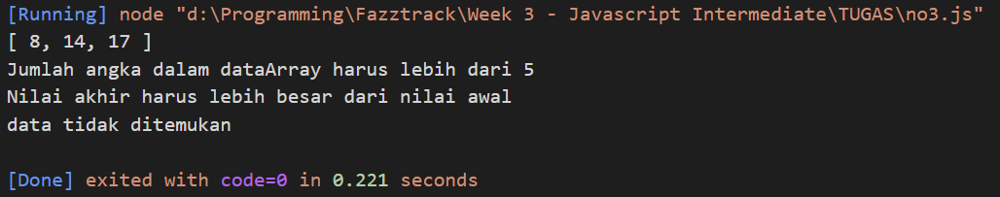 [Running] node "d:\Programming\Fazztrack\Week 3 - Javascript Intermediate\TUGAS\no3.js"
[ 8, 14, 17 ]
Jumlah angka dalam dataArray harus lebih dari 5
Nilai akhir harus lebih besar dari nilai awal
data tidak ditemukan
[Done] exited with code=0 in 0.221 seconds